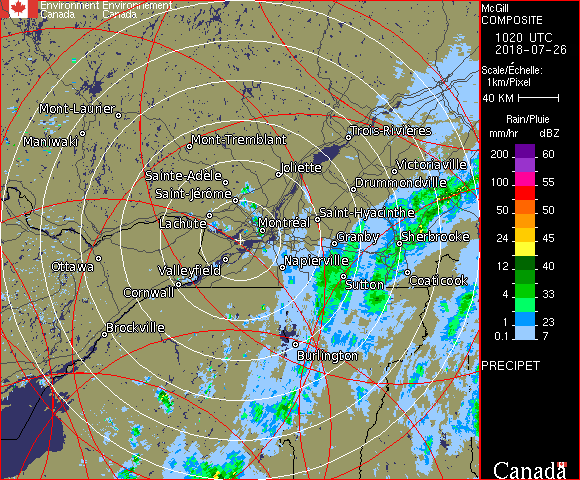 Environment Environnement
Canada Canada
McGill
COMPOSITE
1020 UTC
2018-07-26
Scale/Échelle:
1km/Pixel
40 KM
Rain/Pluie
mm/hr dBZ
200 60
100 55
50 50
24 45
12 40
4 33
1 23
0.1 7
PRECIPET
Canada
Mont-Laurier
Maniwaki
Mont-Tremblant
Trois-Rivières
Sainte-Adèle
Joliette
Victoriaville
Saint-Jérôme
Drummondville
Lachute
Montréal
Saint-Hyacinthe
Granby
Sherbrooke
Ottawa
Valleyfield
Napierville
Cornwall
Sutton
Coaticook
Brockville
Burlington